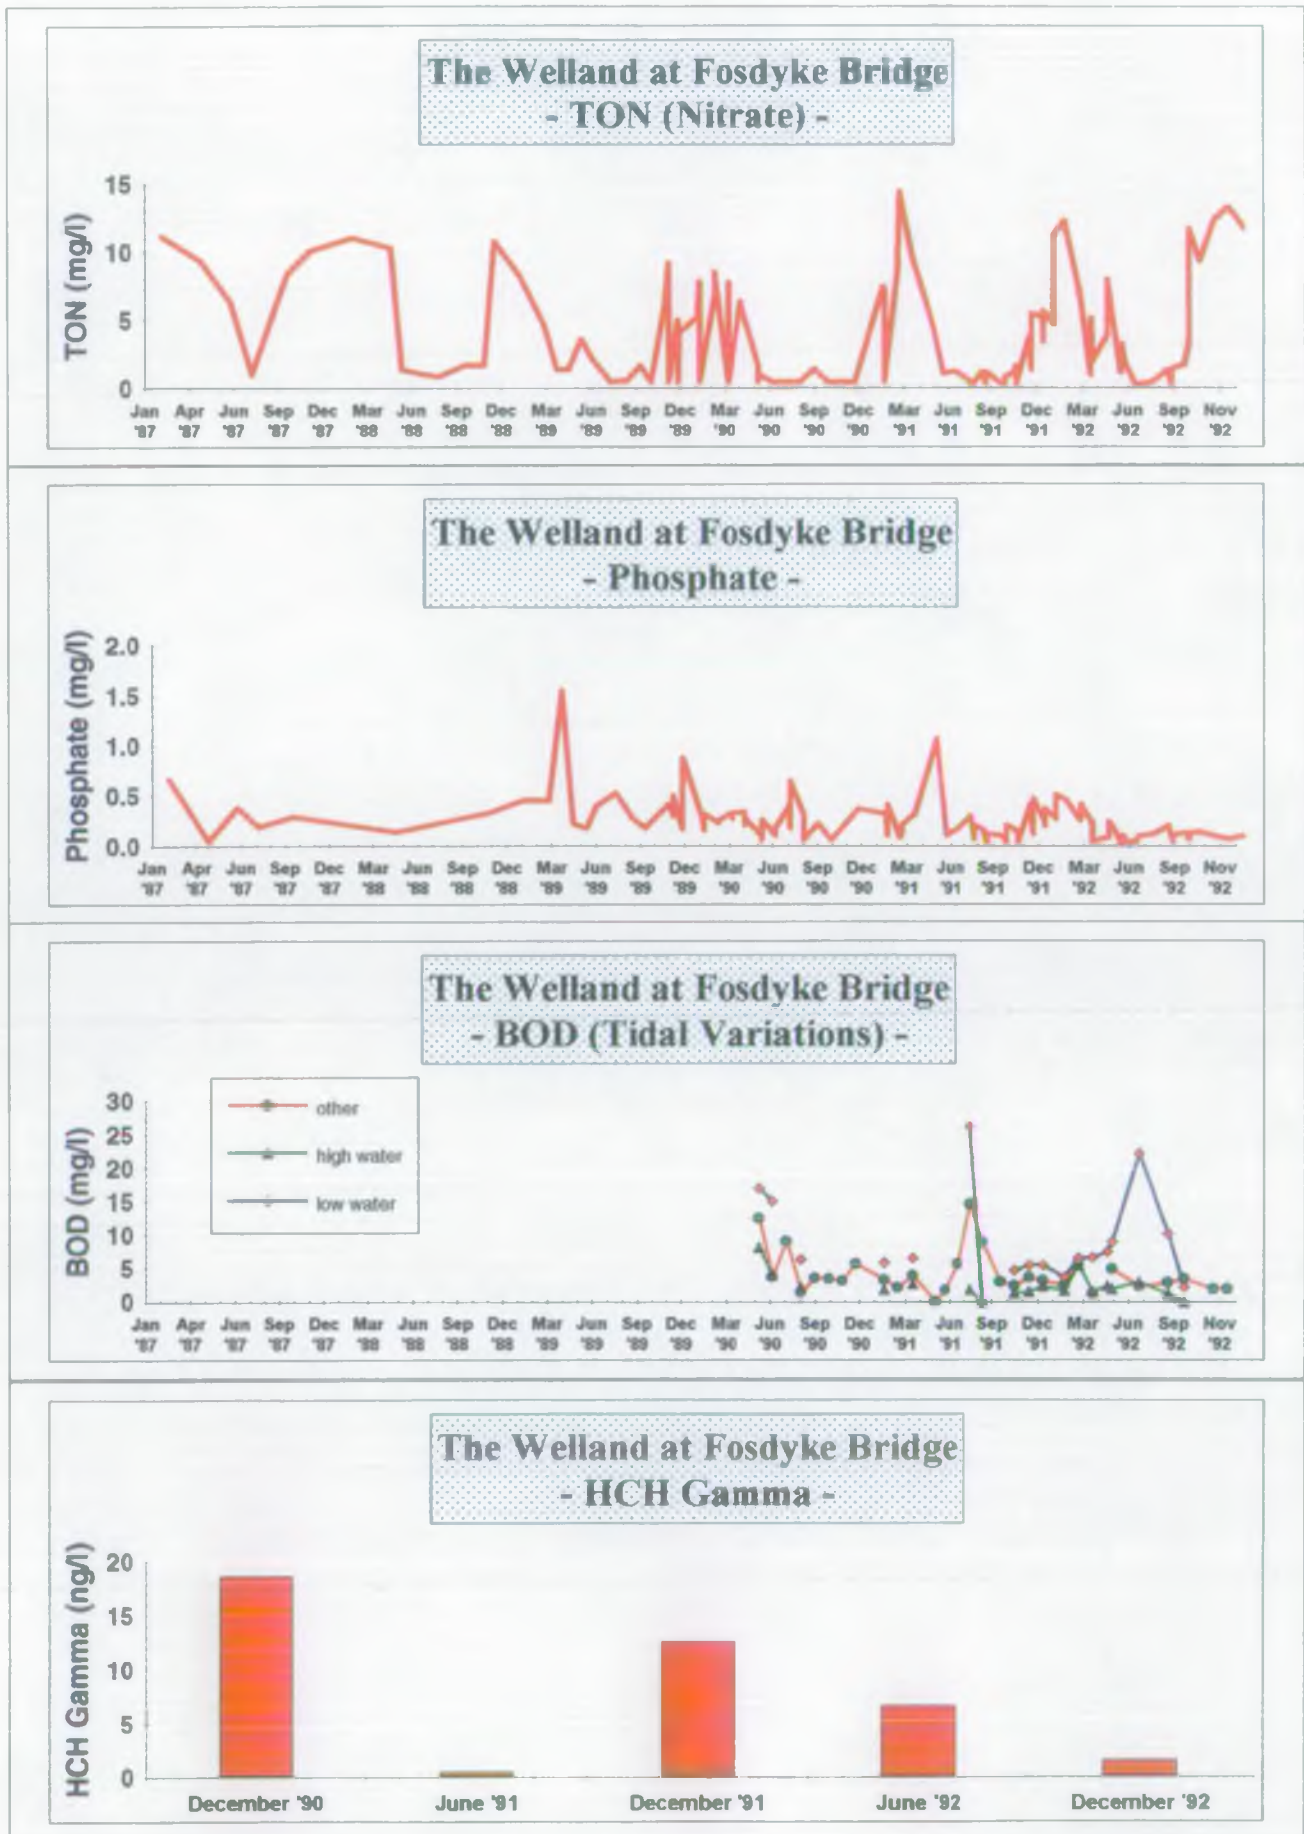 The Welland at Fosdyke Bridge
- TON (Nitrate) -
TON (mg/l)
15
10
5
0
Jan Apr Jun Sep Dec Mar Jun Sep Dec Mar Jun Sep Dec Mar Jun Sep Dec Mar Jun Sep Dec Mar Jun Sep Nov
'87 '87 '87 '87 '87 '88 '88 '88 '88 '89 '89 '89 '89 '90 '90 '90 '90 '91 '91 '91 '91 '92 '92 '92 '92
The Welland at Fosdyke Bridge
- Phosphate -
Phosphate (mg/l)
2.0
1.5
1.0
0.5
0.0
Jan Apr Jun Sep Dec Mar Jun Sep Dec Mar Jun Sep Dec Mar Jun Sep Dec Mar Jun Sep Dec Mar Jun Sep Nov
'87 '87 '87 '87 '87 '88 '88 '88 '88 '89 '89 '89 '89 '90 '90 '90 '90 '91 '91 '91 '91 '92 '92 '92 '92
The Welland at Fosdyke Bridge
- BOD (Tidal Variations) -
BOD (mg/l)
30
25
20
15
10
5
0
other
high water
low water
Jan Apr Jun Sep Dec Mar Jun Sep Dec Mar Jun Sep Dec Mar Jun Sep Dec Mar Jun Sep Dec Mar Jun Sep Nov
'87 '87 '87 '87 '87 '88 '88 '88 '88 '89 '89 '89 '89 '90 '90 '90 '90 '91 '91 '91 '91 '92 '92 '92 '92
The Welland at Fosdyke Bridge
- HCH Gamma -
HCH Gamma (ng/l)
20
15
10
5
0
December '90 June '91 December '91 June '92 December '92